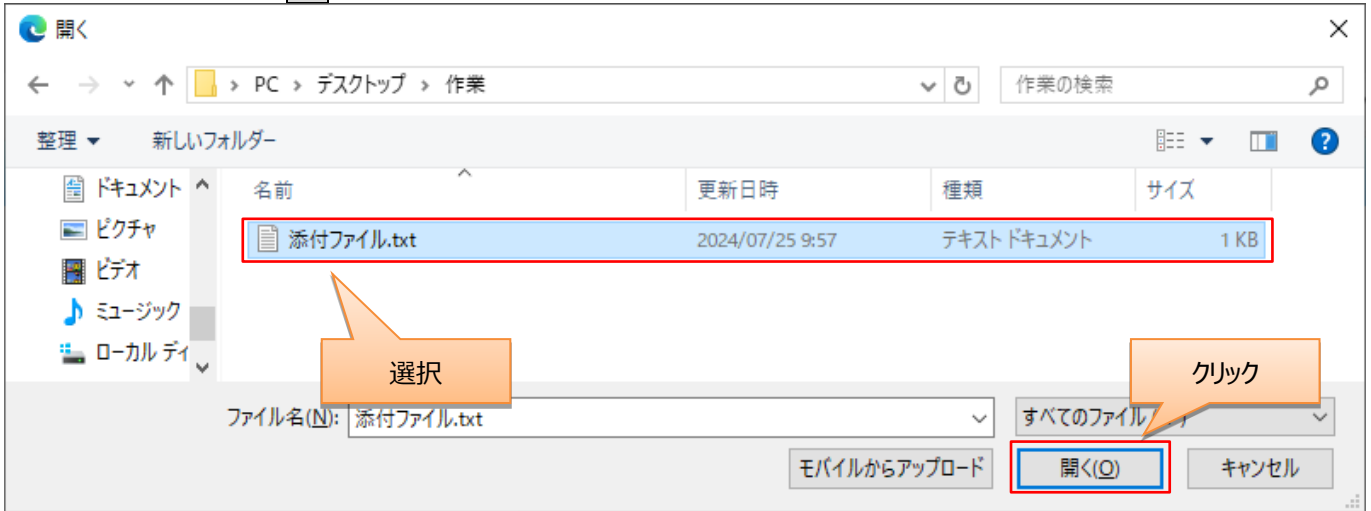 開く
PC › デスクトップ › 作業
作業の検索
整理
新しいフォルダー
名前 更新日時 種類 サイズ
ドキュメント
ピクチャ
ビデオ
ミュージック
ローカル ディ
添付ファイル.txt 2024/07/25 9:57 テキスト ドキュメント 1 KB
選択
クリック
ファイル名(N): 添付ファイル.txt
すべてのファイル
モバイルからアップロード 開く(O) キャンセル